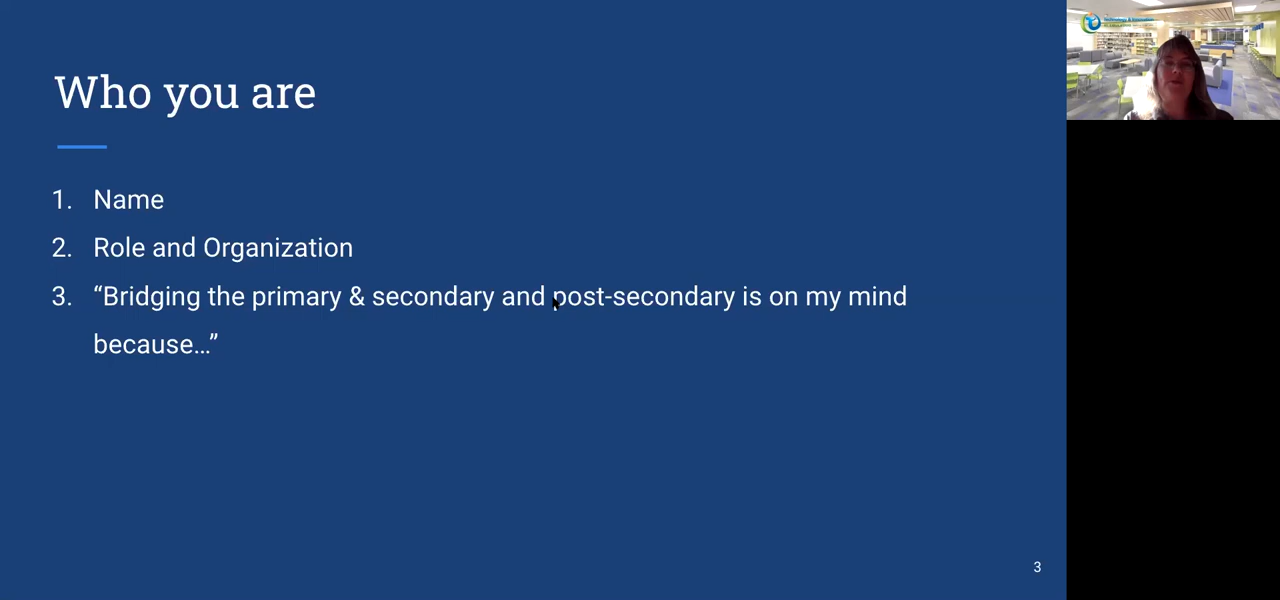 Who you are
1. Name
2. Role and Organization
3. “Bridging the primary & secondary and post-secondary is on my mind
because…”
3